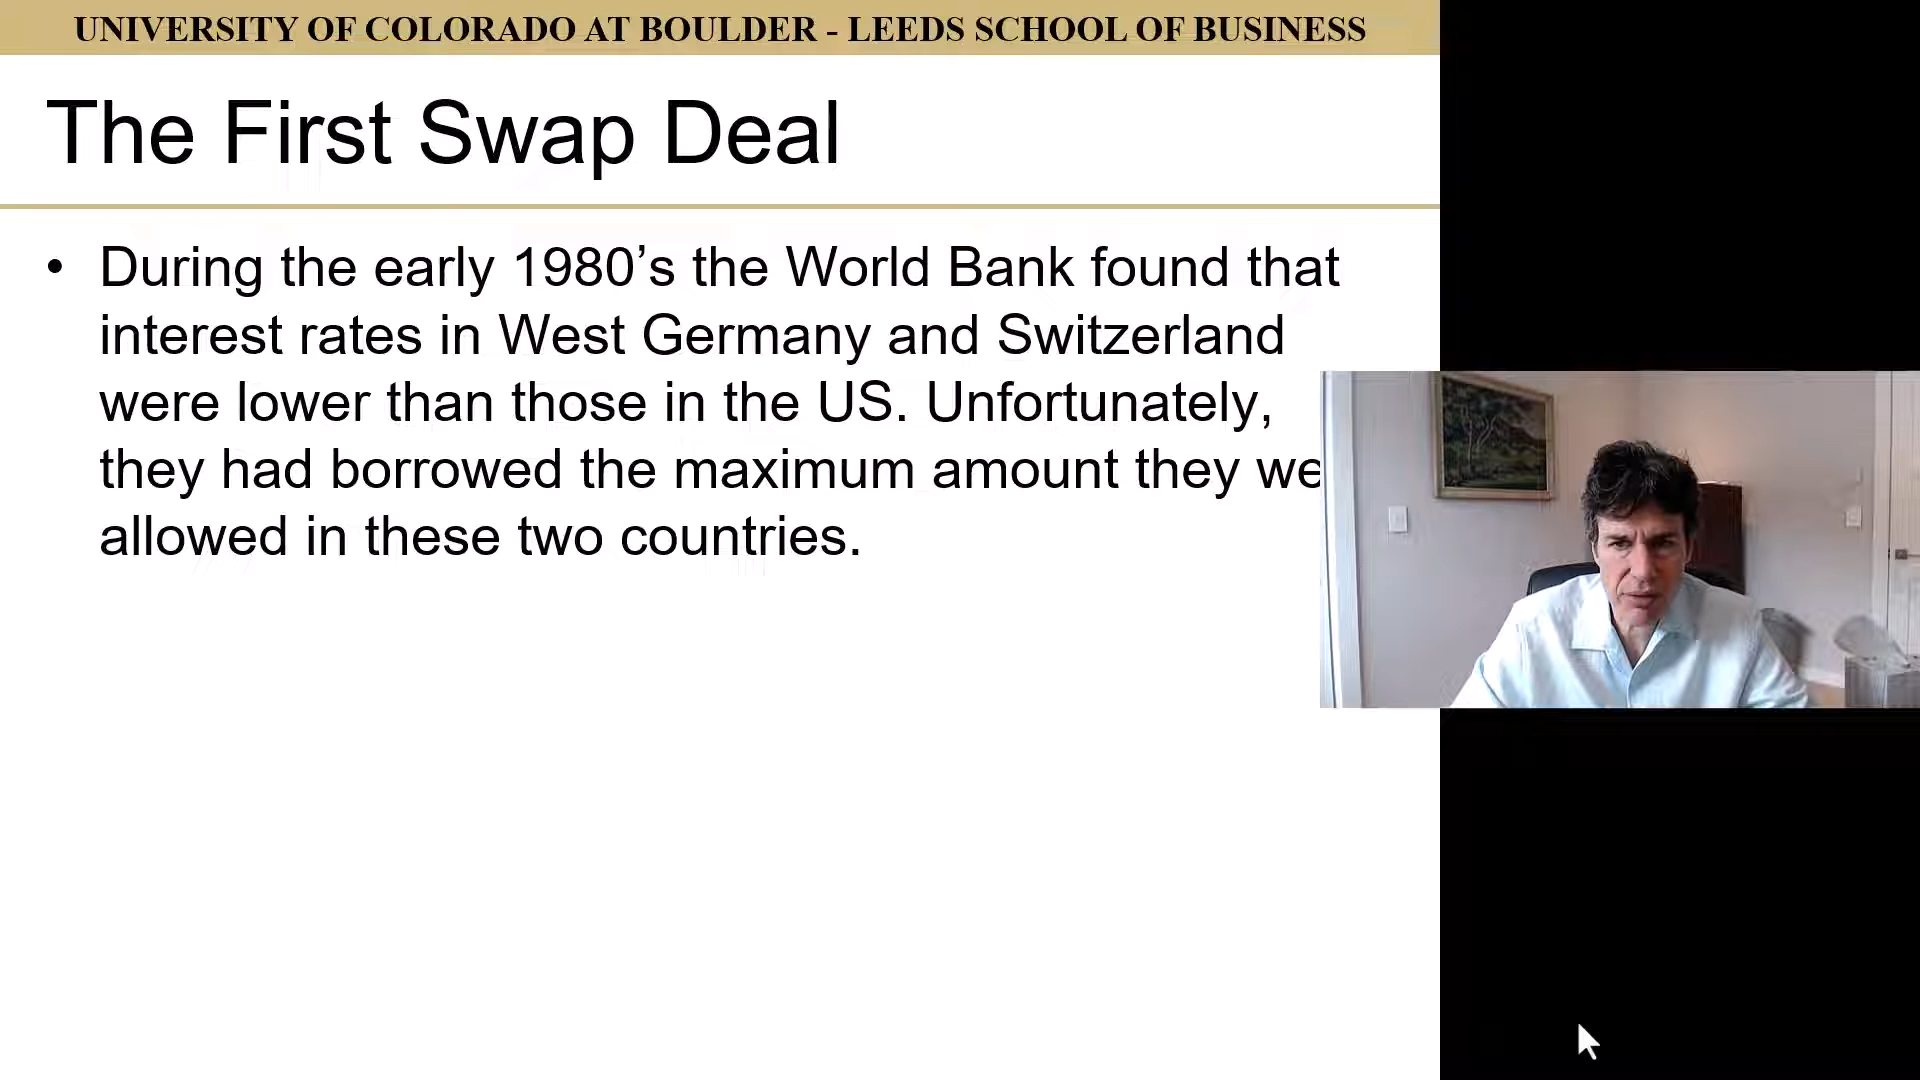 UNIVERSITY OF COLORADO AT BOULDER - LEEDS SCHOOL OF BUSINESS
The First Swap Deal
• During the early 1980’s the World Bank found that
interest rates in West Germany and Switzerland
were lower than those in the US. Unfortunately,
they had borrowed the maximum amount they we
allowed in these two countries.